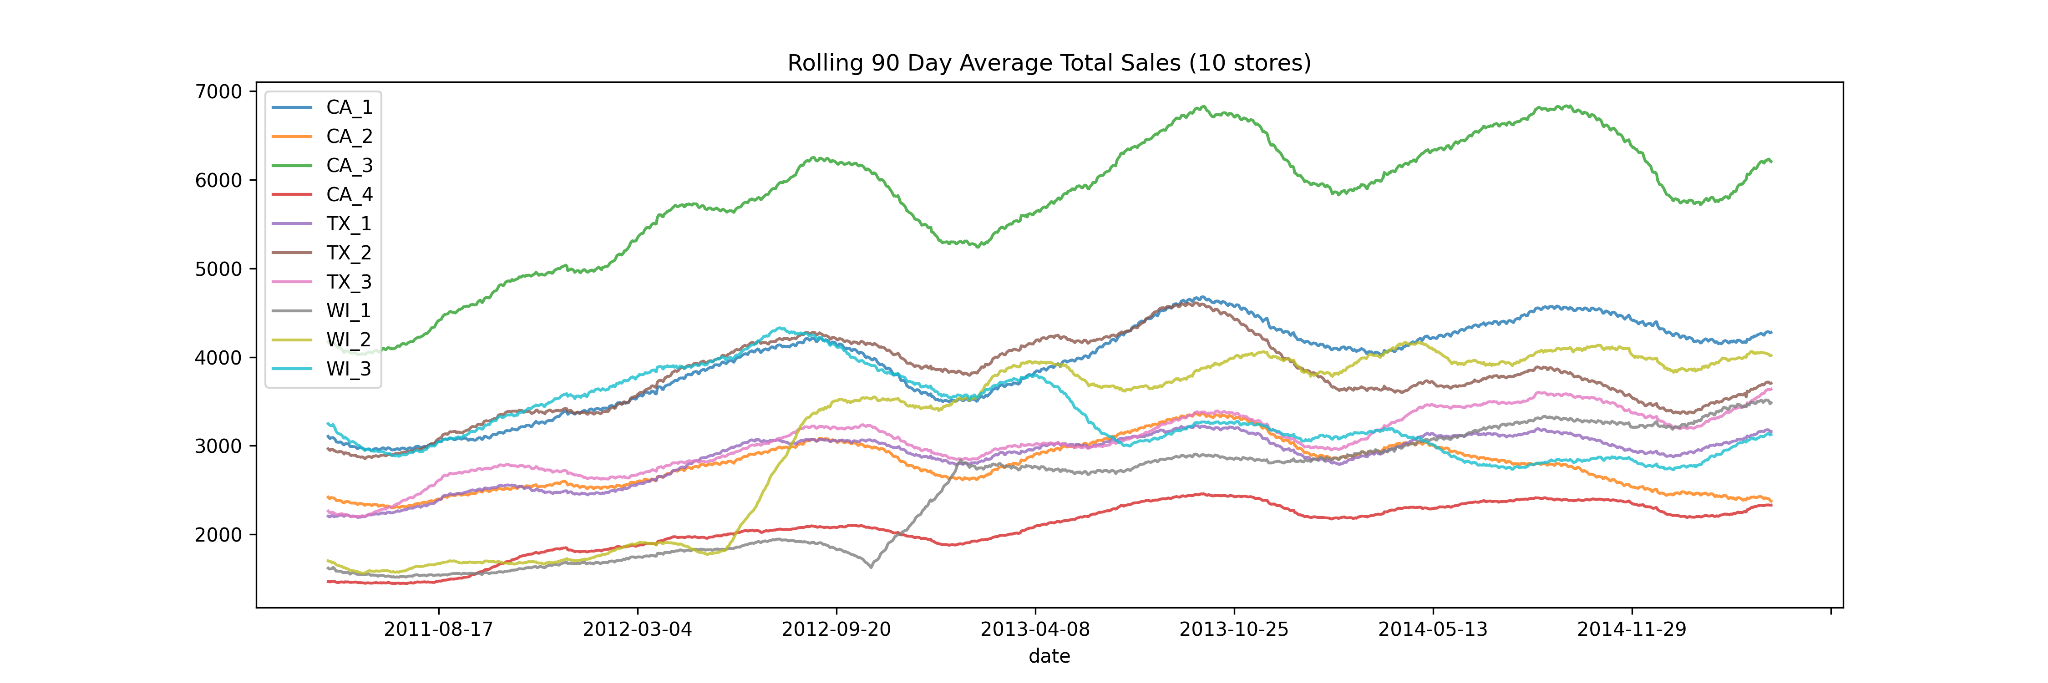 Rolling 90 Day Average Total Sales (10 stores)
7000
6000
5000
4000
3000
2000
CA_1
CA_2
CA_3
CA_4
TX_1
TX_2
TX_3
WI_1
WI_2
WI_3
2011-08-17 2012-03-04 2012-09-20 2013-04-08 2013-10-25 2014-05-13 2014-11-29
date